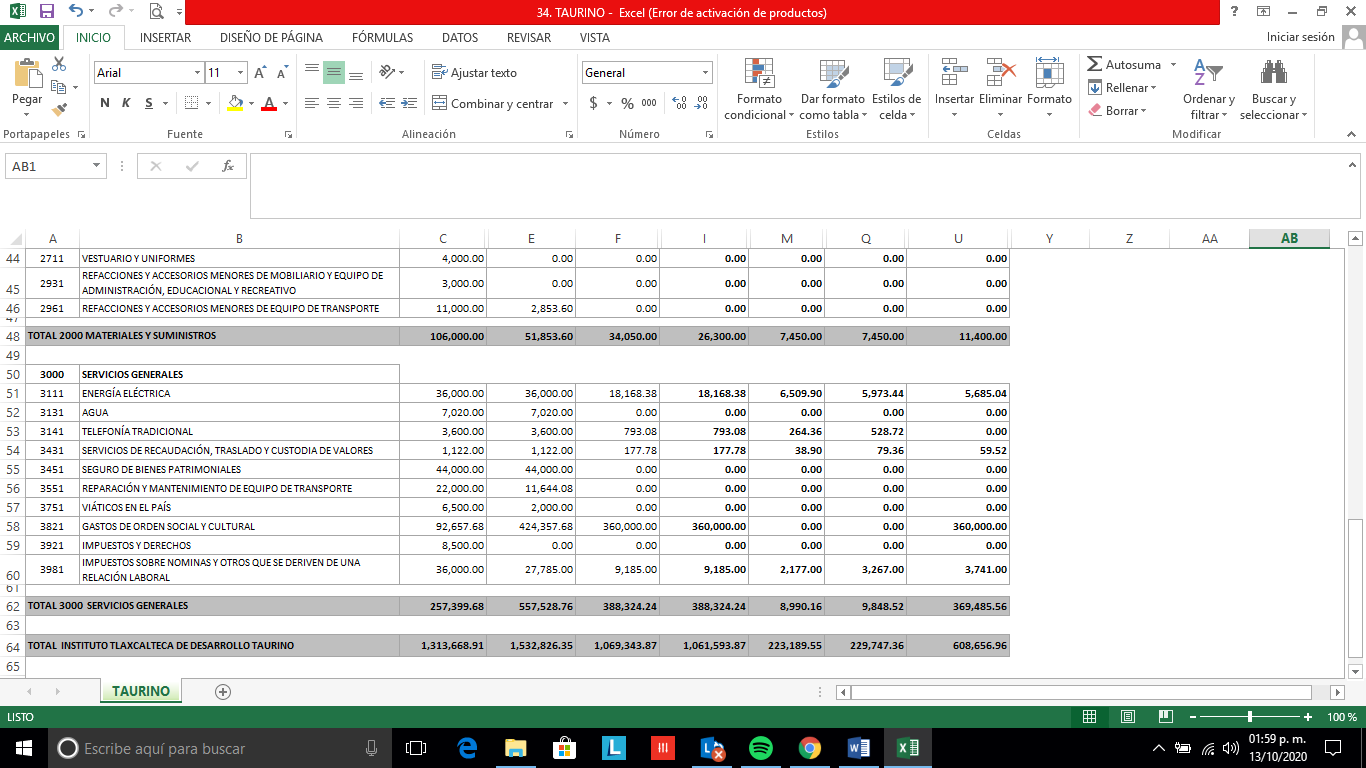 34. TAURINO - Excel (Error de activación de productos)
ARCHIVO INICIO INSERTAR DISEÑO DE PÁGINA FÓRMULAS DATOS REVISAR VISTA Iniciar sesión
Pegar
Portapapeles
Arial 11
N K S
Fuente
Ajustar texto
Combinar y centrar
Alineación
General
$ % 000
Número
Formato condicional
Dar formato como tabla
Estilos de celda
Estilos
Insertar Eliminar Formato
Celdas
Autosuma
Rellenar
Borrar
Ordenar y filtrar
Buscar y seleccionar
Modificar
AB1 fx
A B C E F I M Q U Y Z AA AB
44 2711 VESTUARIO Y UNIFORMES 4,000.00 0.00 0.00 0.00 0.00 0.00 0.00
45 2931 REFACCIONES Y ACCESORIOS MENORES DE MOBILIARIO Y EQUIPO DE
ADMINISTRACIÓN, EDUCACIONAL Y RECREATIVO 3,000.00 0.00 0.00 0.00 0.00 0.00 0.00
46 2961 REFACCIONES Y ACCESORIOS MENORES DE EQUIPO DE TRANSPORTE 11,000.00 2,853.60 0.00 0.00 0.00 0.00 0.00
47
48 TOTAL 2000 MATERIALES Y SUMINISTROS 106,000.00 51,853.60 34,050.00 26,300.00 7,450.00 7,450.00 11,400.00
49
50 3000 SERVICIOS GENERALES
51 3111 ENERGÍA ELÉCTRICA 36,000.00 36,000.00 18,168.38 18,168.38 6,509.90 5,973.44 5,685.04
52 3131 AGUA 7,020.00 7,020.00 0.00 0.00 0.00 0.00 0.00
53 3141 TELEFONÍA TRADICIONAL 3,600.00 3,600.00 793.08 793.08 264.36 528.72 0.00
54 3431 SERVICIOS DE RECAUDACIÓN, TRASLADO Y CUSTODIA DE VALORES 1,122.00 1,122.00 177.78 177.78 38.90 79.36 59.52
55 3451 SEGURO DE BIENES PATRIMONIALES 44,000.00 44,000.00 0.00 0.00 0.00 0.00 0.00
56 3551 REPARACIÓN Y MANTENIMIENTO DE EQUIPO DE TRANSPORTE 22,000.00 11,644.08 0.00 0.00 0.00 0.00 0.00
57 3751 VIÁTICOS EN EL PAÍS 6,500.00 2,000.00 0.00 0.00 0.00 0.00 0.00
58 3821 GASTOS DE ORDEN SOCIAL Y CULTURAL 92,657.68 424,357.68 360,000.00 360,000.00 0.00 0.00 360,000.00
59 3921 IMPUESTOS Y DERECHOS 8,500.00 0.00 0.00 0.00 0.00 0.00 0.00
60 3981 IMPUESTOS SOBRE NOMINAS Y OTROS QUE SE DERIVEN DE UNA
RELACIÓN LABORAL 36,000.00 27,785.00 9,185.00 9,185.00 2,177.00 3,267.00 3,741.00
61
62 TOTAL 3000 SERVICIOS GENERALES 257,399.68 557,528.76 388,324.24 388,324.24 8,990.16 9,848.52 369,485.56
63
64 TOTAL INSTITUTO TLAXCALTECA DE DESARROLLO TAURINO 1,313,668.91 1,532,826.35 1,069,343.87 1,061,593.87 223,189.55 229,747.36 608,656.96
65
TAURINO
LISTO 100 %
Escribe aquí para buscar
01:59 p. m.
13/10/2020